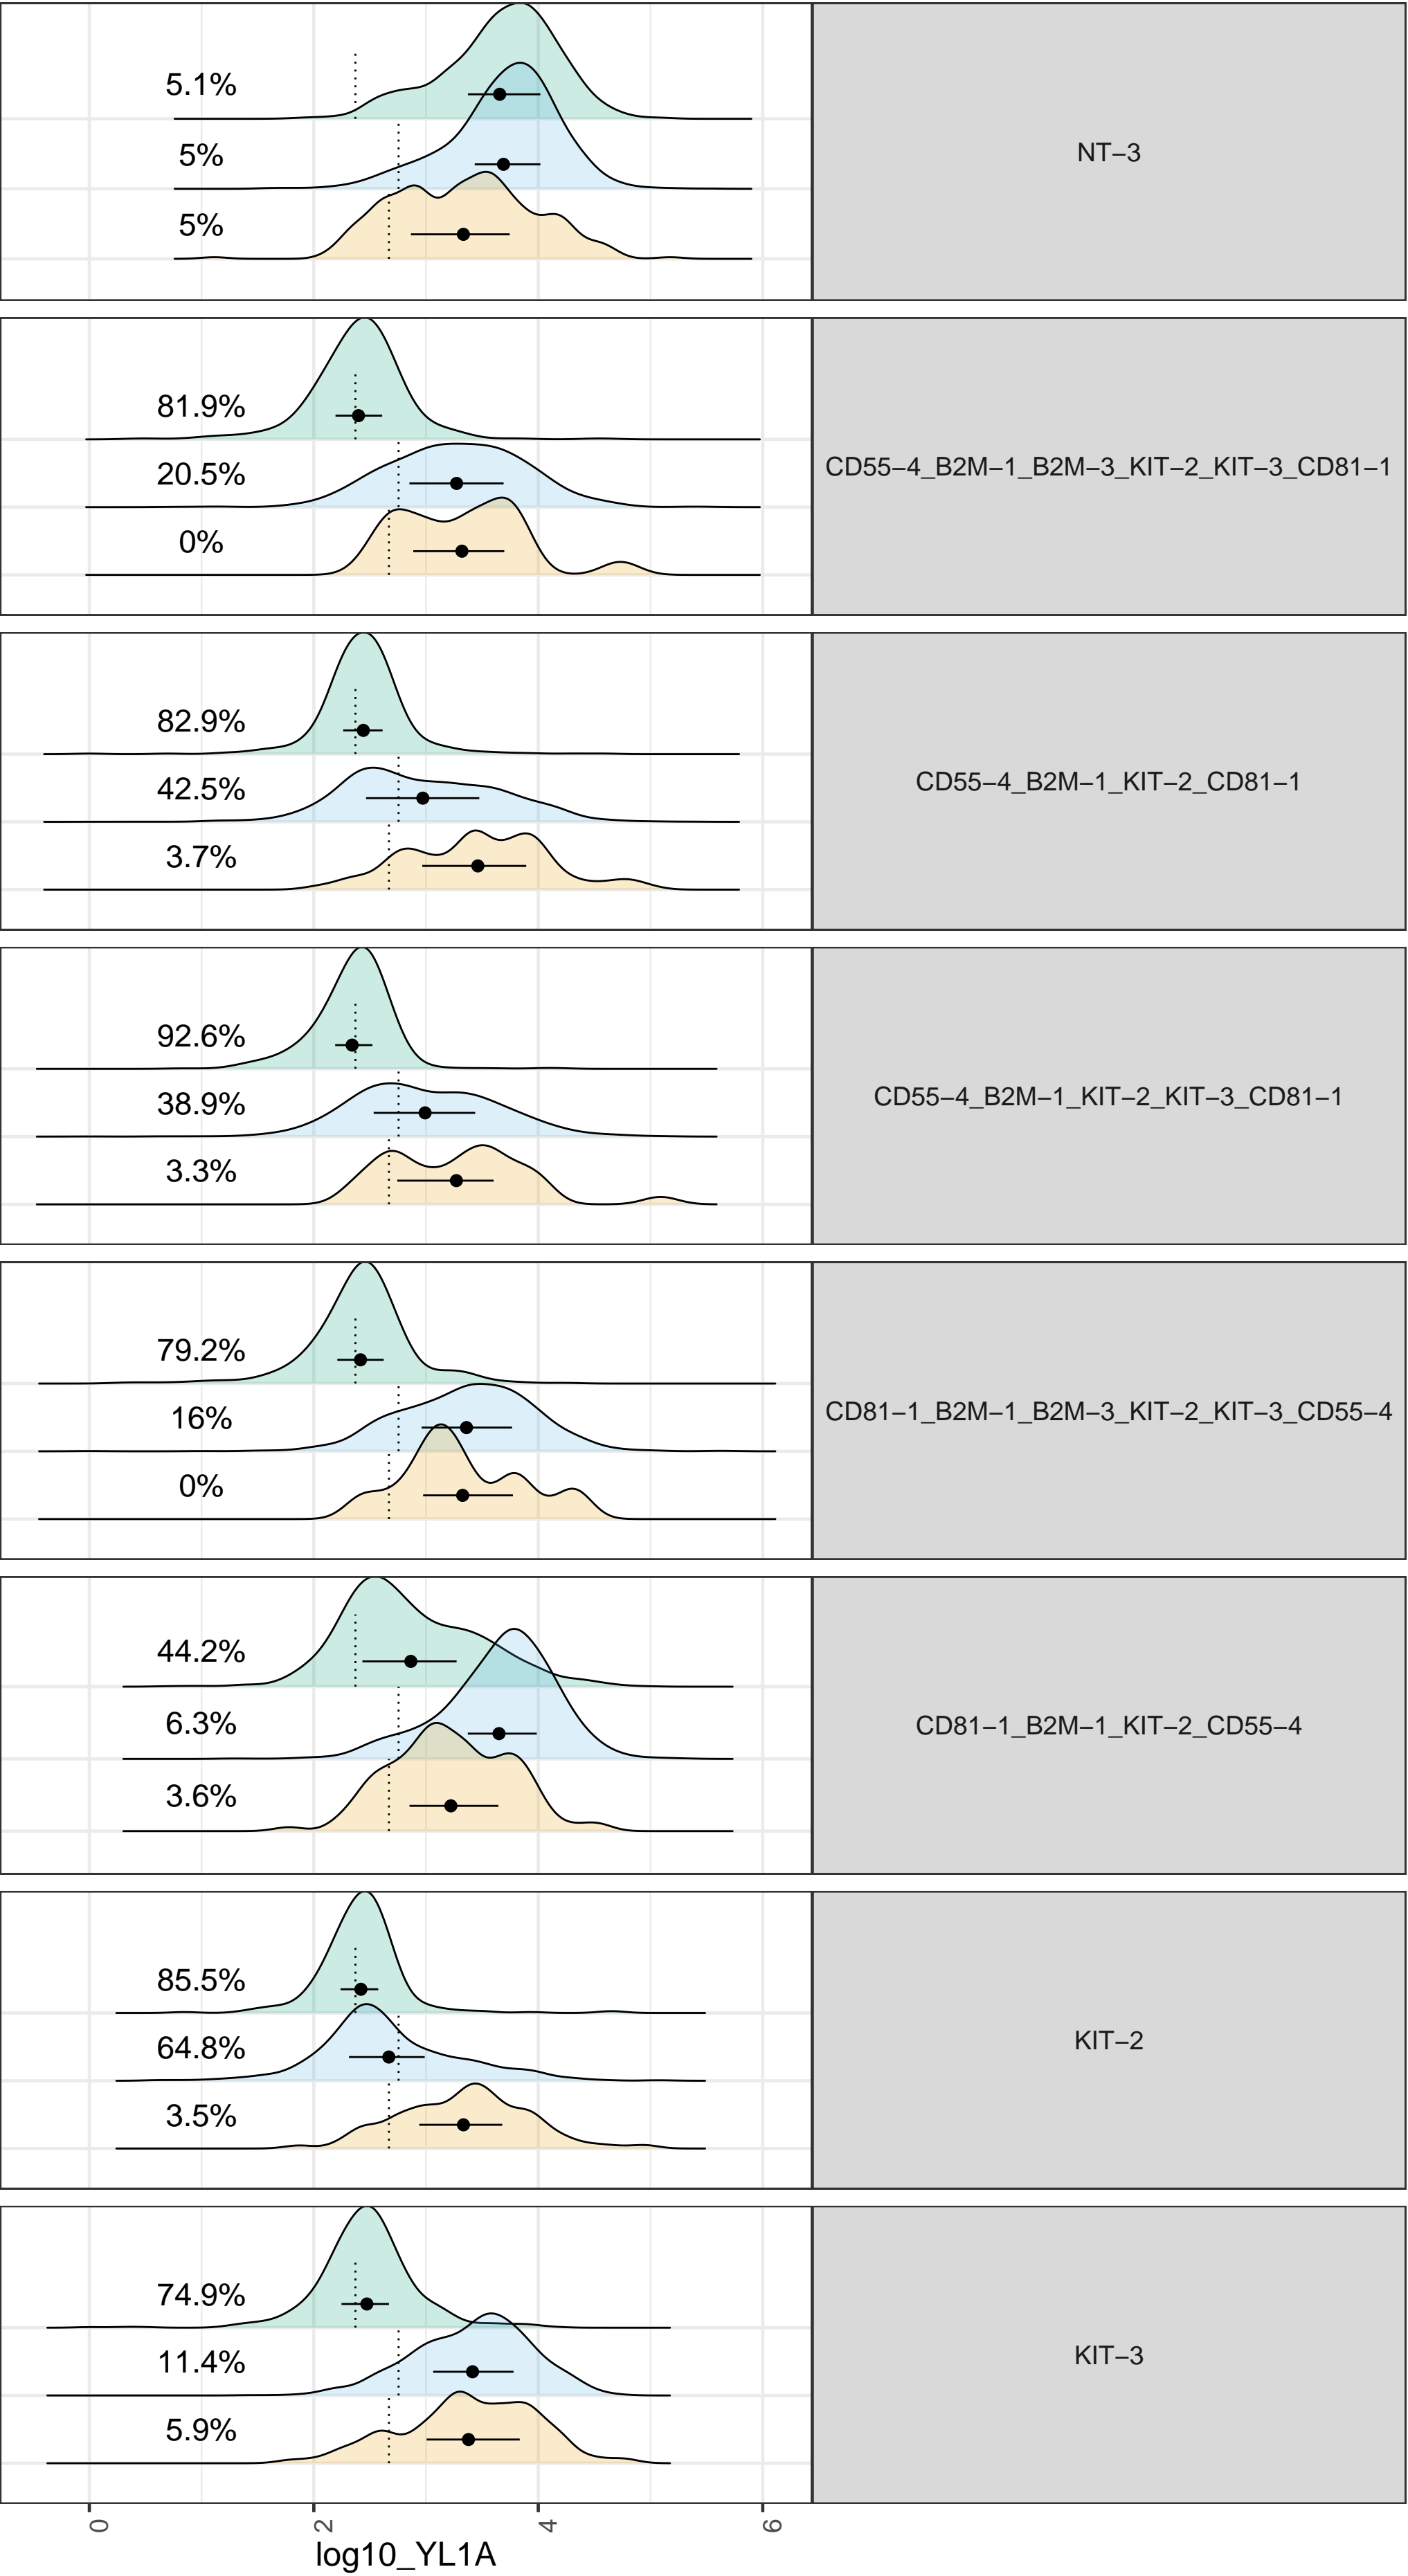 5.1%
5%
5%
NT−3
81.9%
20.5%
0%
CD55−4_B2M−1_B2M−3_KIT−2_KIT−3_CD81−1
82.9%
42.5%
3.7%
CD55−4_B2M−1_KIT−2_CD81−1
92.6%
38.9%
3.3%
CD55−4_B2M−1_KIT−2_KIT−3_CD81−1
79.2%
16%
0%
CD81−1_B2M−1_B2M−3_KIT−2_KIT−3_CD55−4
44.2%
6.3%
3.6%
CD81−1_B2M−1_KIT−2_CD55−4
85.5%
64.8%
3.5%
KIT−2
74.9%
11.4%
5.9%
KIT−3
0 2 4 6
log10_YL1A